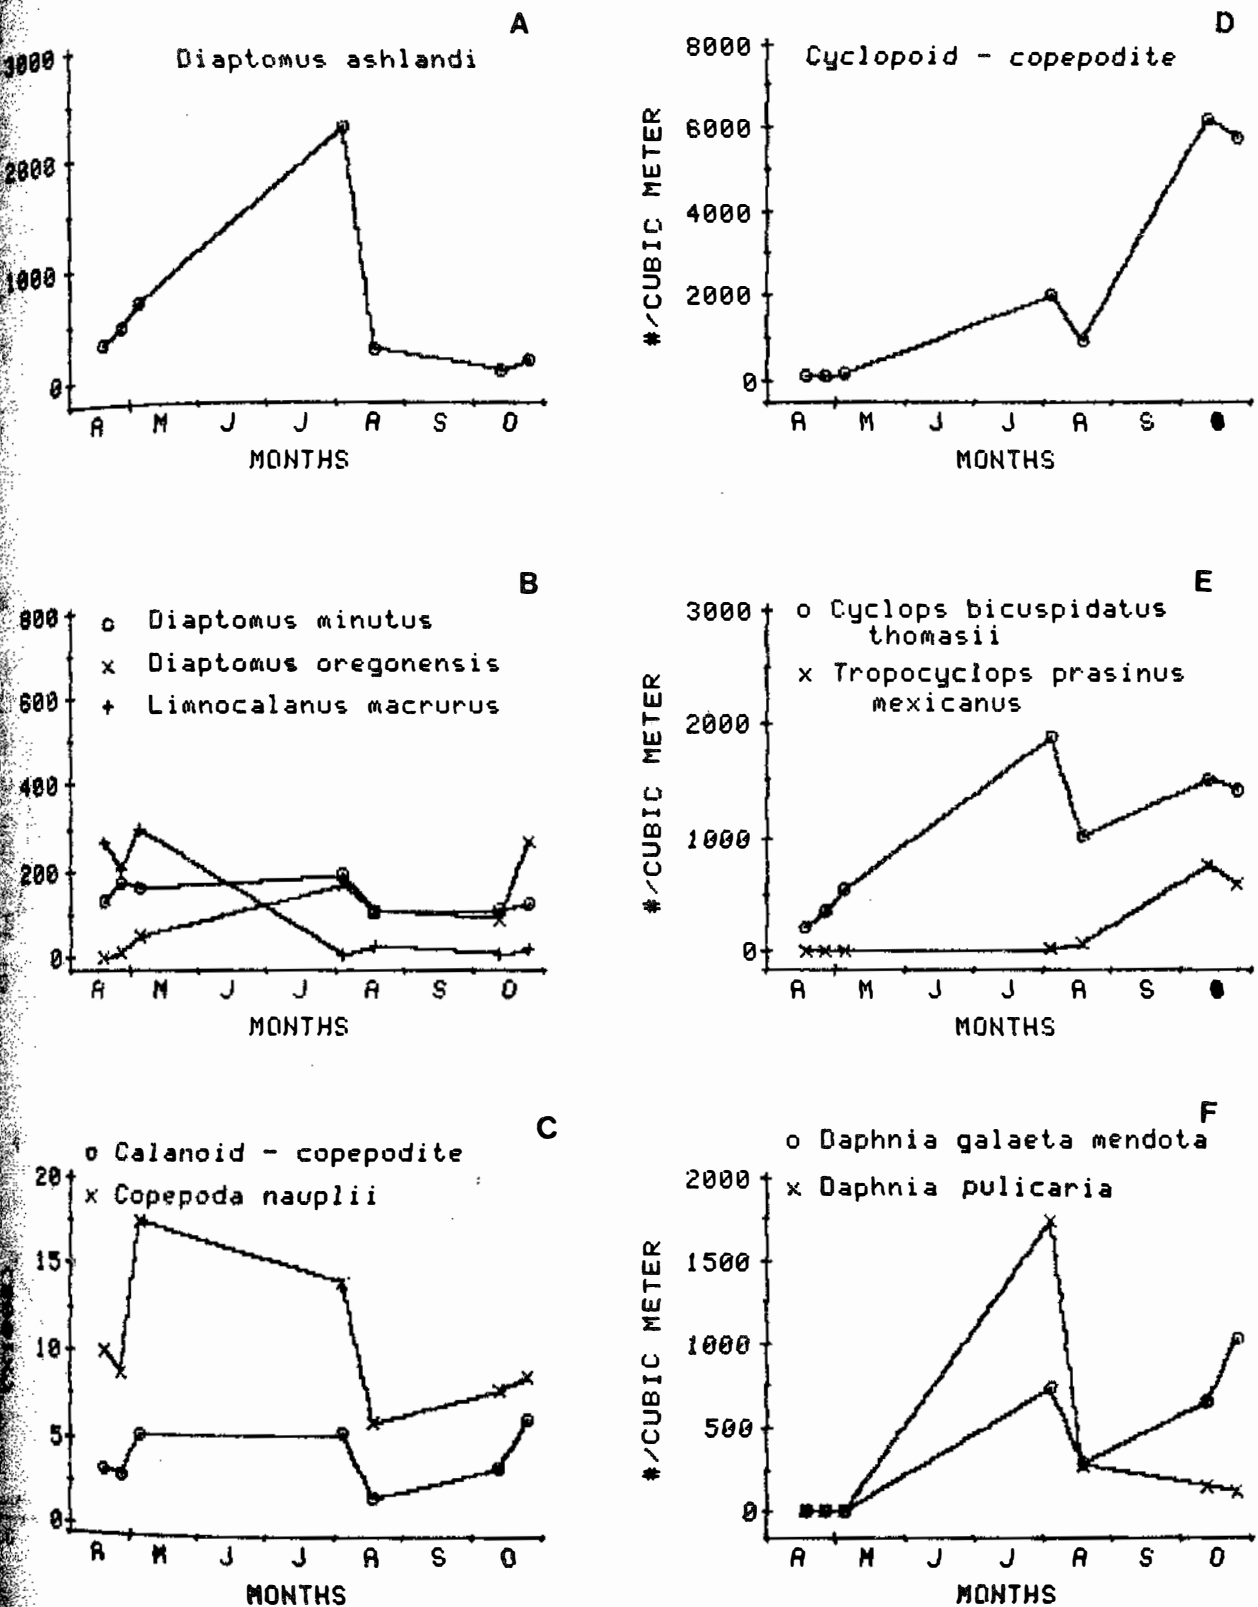 A
Diaptomus ashlandi
3000
2000
1000
0
A M J J A S O
MONTHS
B
o Diaptomus minutus
x Diaptomus oregonensis
+ Limnocalanus macrurus
800
600
400
200
0
A M J J A S O
MONTHS
C
o Calanoid - copepodite
x Copepoda nauplii
20
15
10
5
0
A M J J A S O
MONTHS
D
Cyclopoid - copepodite
#/CUBIC METER
8000
6000
4000
2000
0
A M J J A S
MONTHS
E
o Cyclops bicuspidatus
thomasii
x Tropocyclops prasinus
mexicanus
#/CUBIC METER
3000
2000
1000
0
A M J J A S
MONTHS
F
o Daphnia galaeta mendota
x Daphnia pulicaria
#/CUBIC METER
2000
1500
1000
500
0
A M J J A S O
MONTHS